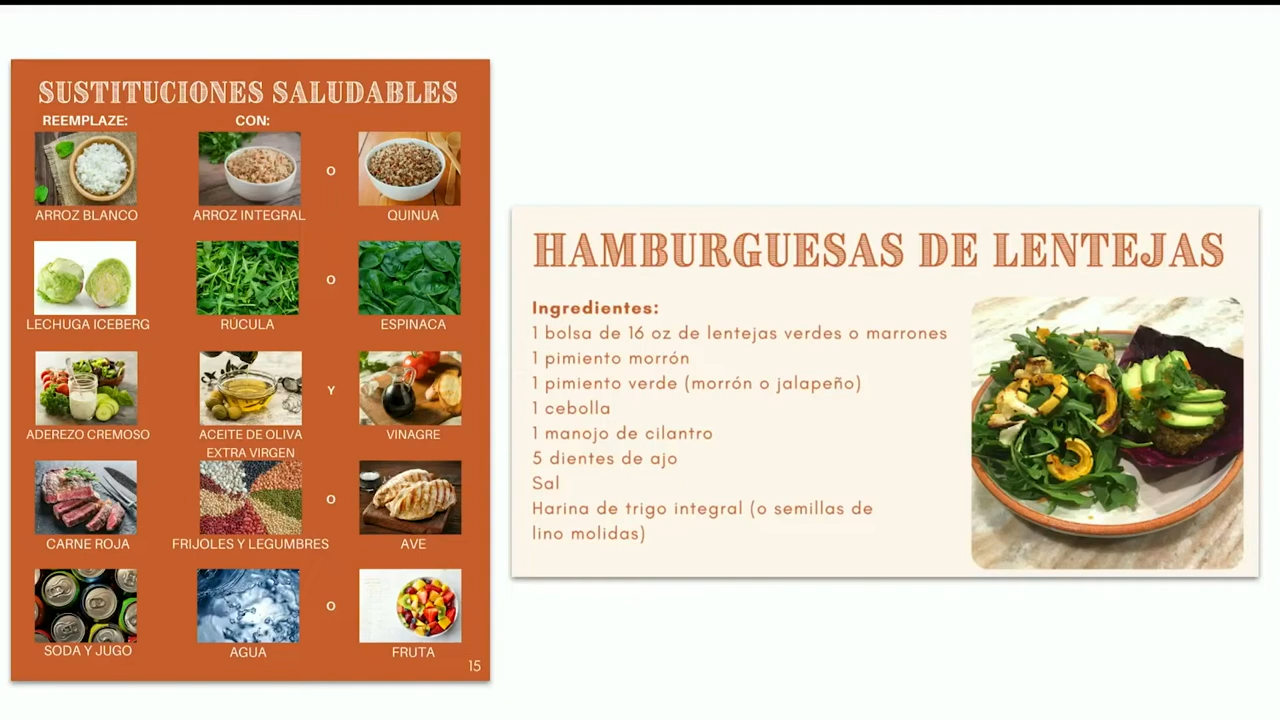 SUSTITUCIONES SALUDABLES
REEMPLAZE: CON:
O
ARROZ BLANCO ARROZ INTEGRAL QUINUA
O
LECHUGA ICEBERG RÚCULA ESPINACA
Y
ADEREZO CREMOSO ACEITE DE OLIVA VINAGRE
EXTRA VIRGEN
O
CARNE ROJA FRIJOLES Y LEGUMBRES AVE
O
SODA Y JUGO AGUA FRUTA
15
HAMBURGUESAS DE LENTEJAS
Ingredientes:
1 bolsa de 16 oz de lentejas verdes o marrones
1 pimiento morrón
1 pimiento verde (morrón o jalapeño)
1 cebolla
1 manojo de cilantro
5 dientes de ajo
Sal
Harina de trigo integral (o semillas de
lino molidas)